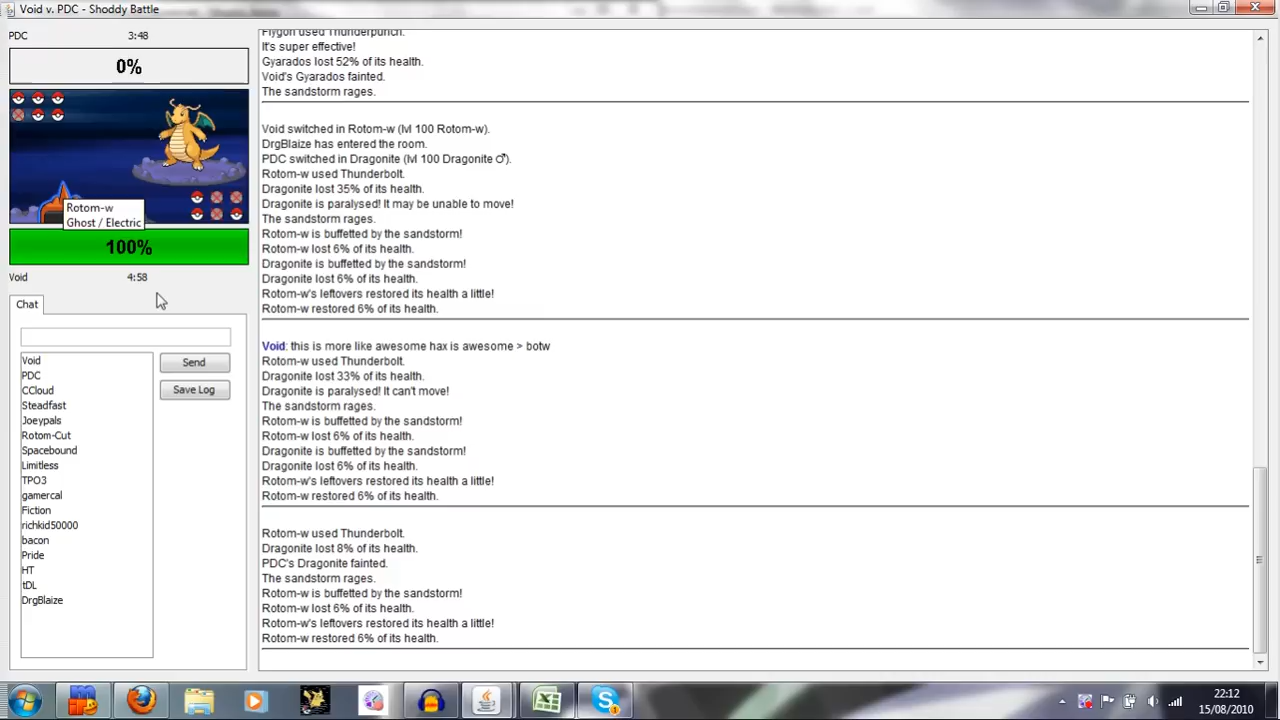 Void v. PDC - Shoddy Battle
PDC 3:48
0%
Rotom-w
Ghost / Electric
100%
Void 4:58
Chat
Send
Save Log
Void
PDC
CCloud
Steadfast
Joeypals
Rotom-Cut
Spacebound
Limitless
TPO3
gamercal
Fiction
richkid50000
bacon
Pride
HT
tDL
DrgBlaize
Flygon used Thunderpunch.
It's super effective!
Gyarados lost 52% of its health.
Void's Gyarados fainted.
The sandstorm rages.
Void switched in Rotom-w (lvl 100 Rotom-w).
DrgBlaize has entered the room.
PDC switched in Dragonite (lvl 100 Dragonite ♂).
Rotom-w used Thunderbolt.
Dragonite lost 35% of its health.
Dragonite is paralysed! It may be unable to move!
The sandstorm rages.
Rotom-w is buffetted by the sandstorm!
Rotom-w lost 6% of its health.
Dragonite is buffetted by the sandstorm!
Dragonite lost 6% of its health.
Rotom-w's leftovers restored its health a little!
Rotom-w restored 6% of its health.
Void: this is more like awesome hax is awesome > botw
Rotom-w used Thunderbolt.
Dragonite lost 33% of its health.
Dragonite is paralysed! It can't move!
The sandstorm rages.
Rotom-w is buffetted by the sandstorm!
Rotom-w lost 6% of its health.
Dragonite is buffetted by the sandstorm!
Dragonite lost 6% of its health.
Rotom-w's leftovers restored its health a little!
Rotom-w restored 6% of its health.
Rotom-w used Thunderbolt.
Dragonite lost 8% of its health.
PDC's Dragonite fainted.
The sandstorm rages.
Rotom-w is buffetted by the sandstorm!
Rotom-w lost 6% of its health.
Rotom-w's leftovers restored its health a little!
Rotom-w restored 6% of its health.
22:12
15/08/2010